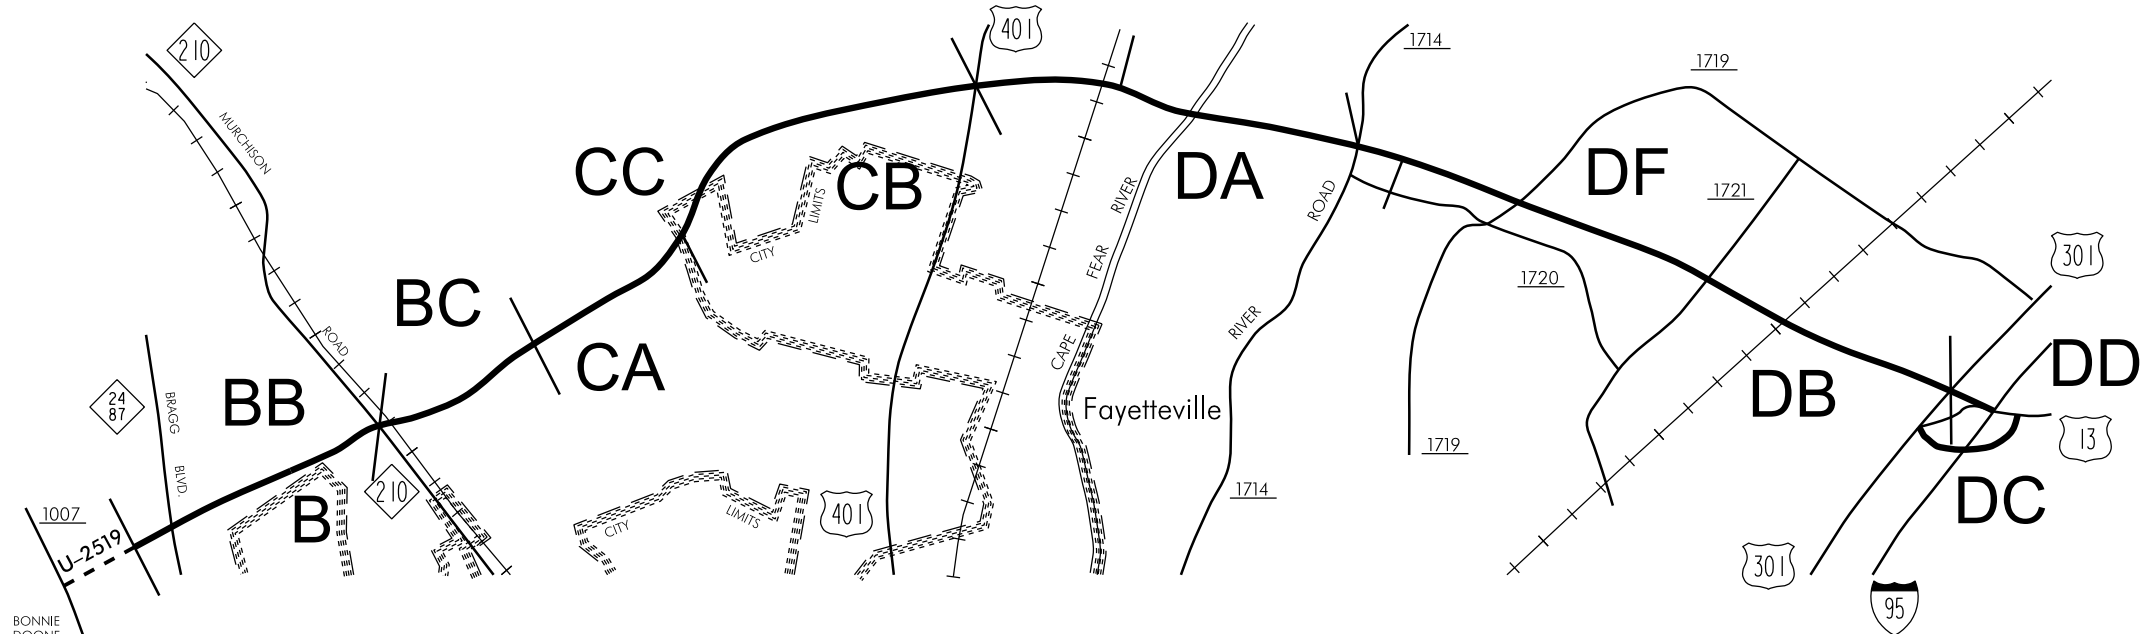 210
401
1714
1719
MURCHISON
CC
CB
DA
DF
LIMITS
CITY
RIVER
FEAR
ROAD
1721
301
BC
1720
ROAD
RIVER
CAPE
CA
DD
24
87
BRAGG
BLVD.
BB
Fayetteville
DB
13
1719
210
B
1714
401
CITY
LIMITS
DC
1007
U-2519
301
95
BONNIE
DOONE